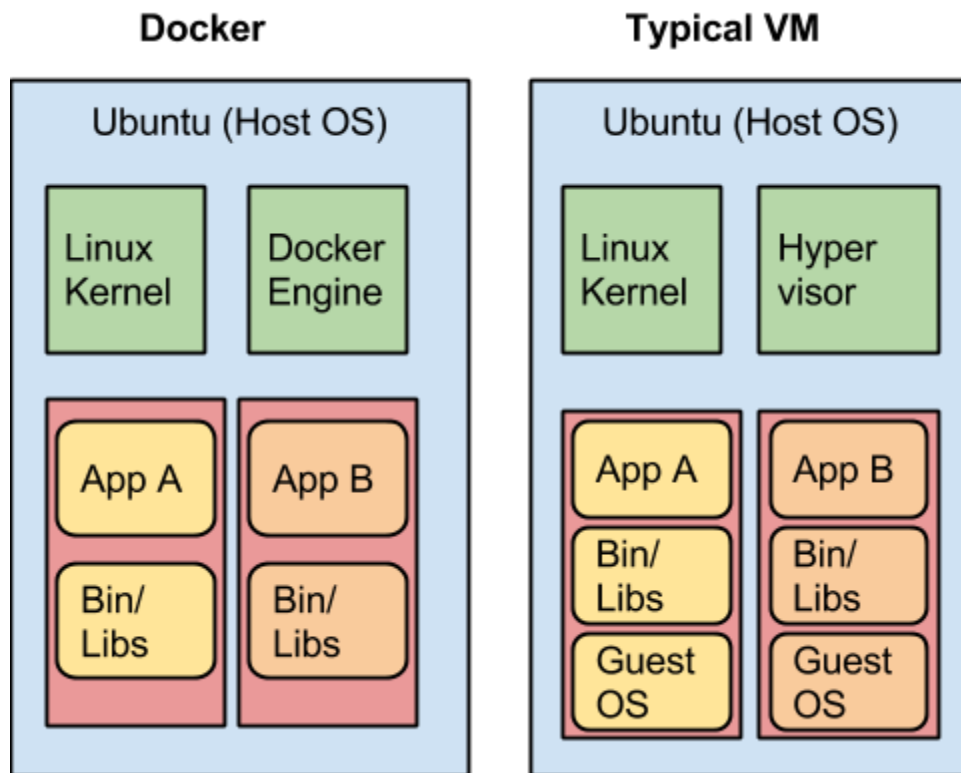 Docker
Ubuntu (Host OS)
Linux
Kernel
Docker
Engine
App A
App B
Bin/
Libs
Bin/
Libs
Typical VM
Ubuntu (Host OS)
Linux
Kernel
Hyper
visor
App A
App B
Bin/
Libs
Bin/
Libs
Guest
OS
Guest
OS